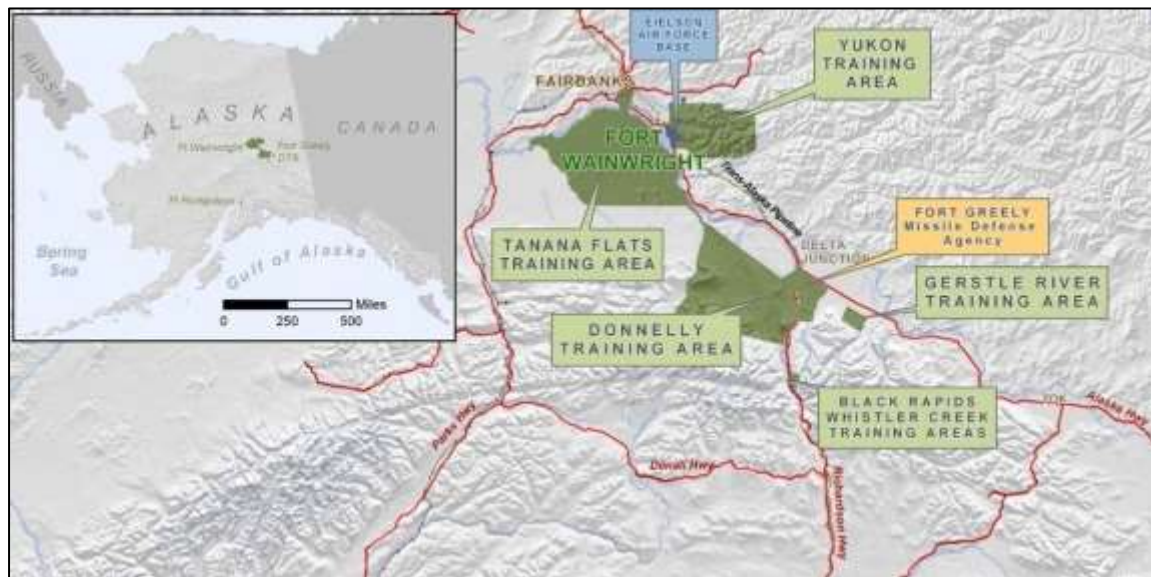 RUSSIA
ALASKA
CANADA
Ft Wainwright
Fort Greely
DTA
Ft Richardson
Bering
Sea
Gulf of Alaska
Miles
0 250 500
EIELSON
AIR FORCE
BASE
YUKON
TRAINING
AREA
FAIRBANKS
FORT
WAINWRIGHT
Trans-Alaska Pipeline
FORT GREELY
Missile Defense
Agency
DELTA
JUNCTION
TANANA FLATS
TRAINING AREA
GERSTLE RIVER
TRAINING AREA
DONNELLY
TRAINING AREA
BLACK RAPIDS
WHISTLER CREEK
TRAINING AREAS
TOK
Alaska Hwy
Parks Hwy
Denali Hwy
Richardson Hwy